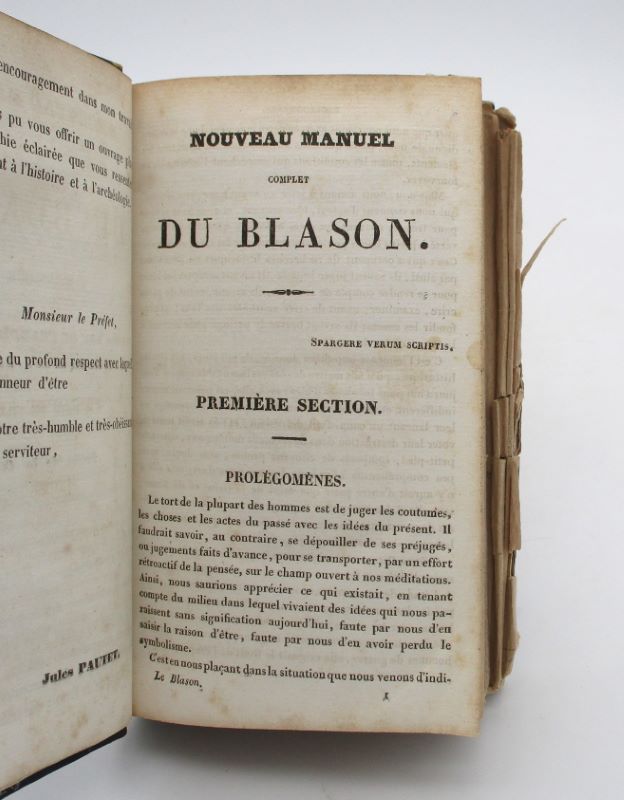 encouragement dans mon
pu vous offrir un ouvrage
éclairée que vous
à l'histoire et à l'archéologie.
Monsieur le Préfet,
du profond respect avec
d'être
très-humble et
serviteur,
Jules PAUTET.
NOUVEAU MANUEL
COMPLET
DU BLASON.
SPARGERE VERUM SCRIPTIS.
PREMIÈRE SECTION.
PROLÉGOMÈNES.
Le tort de la plupart des hommes est de juger les coutumes,
les choses et les actes du passé avec les idées du présent. Il
faudrait savoir, au contraire, se dépouiller de ses préjugés,
ou jugements faits d'avance, pour se transporter, par un effort
rétroactif de la pensée, sur le champ ouvert à nos méditations.
Ainsi, nous saurions apprécier ce qui existait, en tenant
compte du milieu dans lequel vivaient des idées qui nous pa-
raissent sans signification aujourd'hui, faute par nous d'en
saisir la raison d'être, faute par nous d'en avoir perdu le
symbolisme.
C'est en nous plaçant dans la situation que nous venons d'indi-
Le Blason. 1